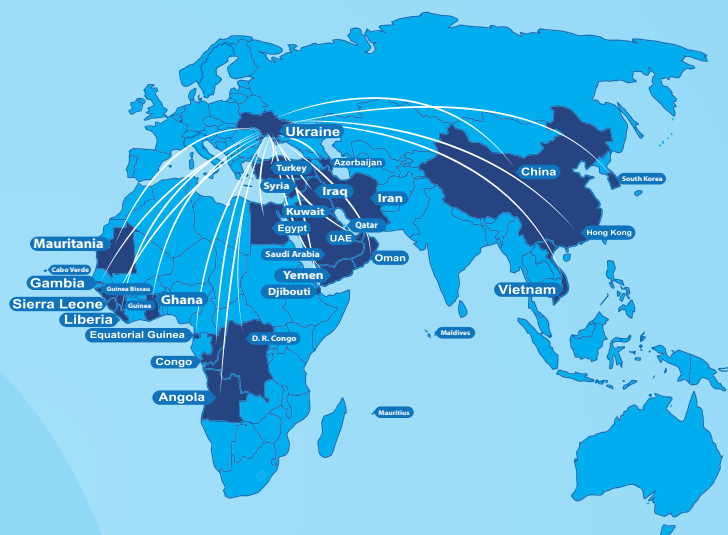 Ukraine
Turkey
Azerbaijan
Syria
Iraq
Iran
Kuwait
Egypt
Qatar
UAE
Saudi Arabia
Oman
Yemen
Djibouti
China
South Korea
Hong Kong
Vietnam
Maldives
Mauritius
Mauritania
Cabo Verde
Gambia
Guinea Bissau
Sierra Leone
Guinea
Ghana
Liberia
Equatorial Guinea
D. R. Congo
Congo
Angola